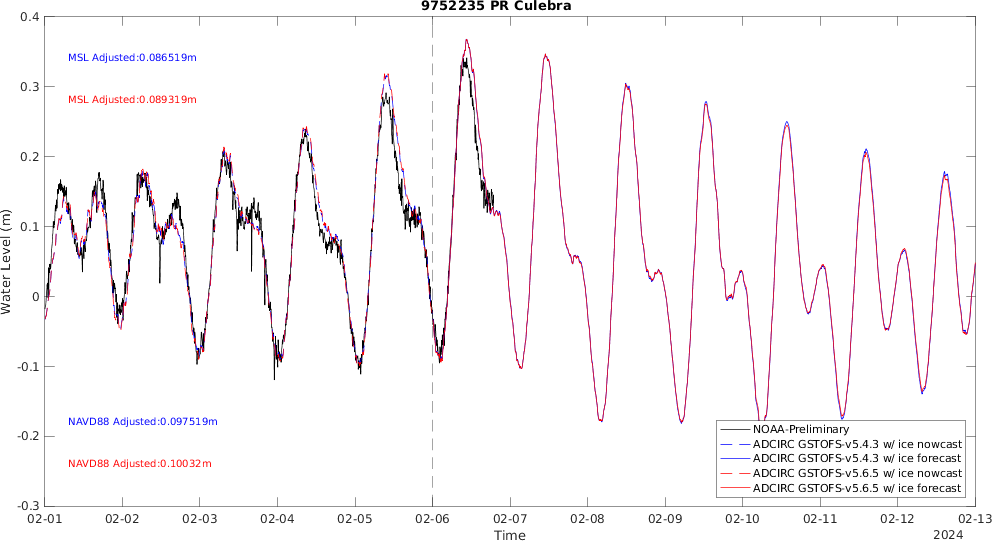 9752235 PR Culebra
0.4
0.3
0.2
0.1
0
-0.1
-0.2
-0.3
Water Level (m)
MSL Adjusted:0.086519m
MSL Adjusted:0.089319m
NAVD88 Adjusted:0.097519m
NAVD88 Adjusted:0.10032m
NOAA-Preliminary
ADCIRC GSTOFS-v5.4.3 w/ ice nowcast
ADCIRC GSTOFS-v5.4.3 w/ ice forecast
ADCIRC GSTOFS-v5.6.5 w/ ice nowcast
ADCIRC GSTOFS-v5.6.5 w/ ice forecast
02-01 02-02 02-03 02-04 02-05 02-06 02-07 02-08 02-09 02-10 02-11 02-12 02-13
Time
2024